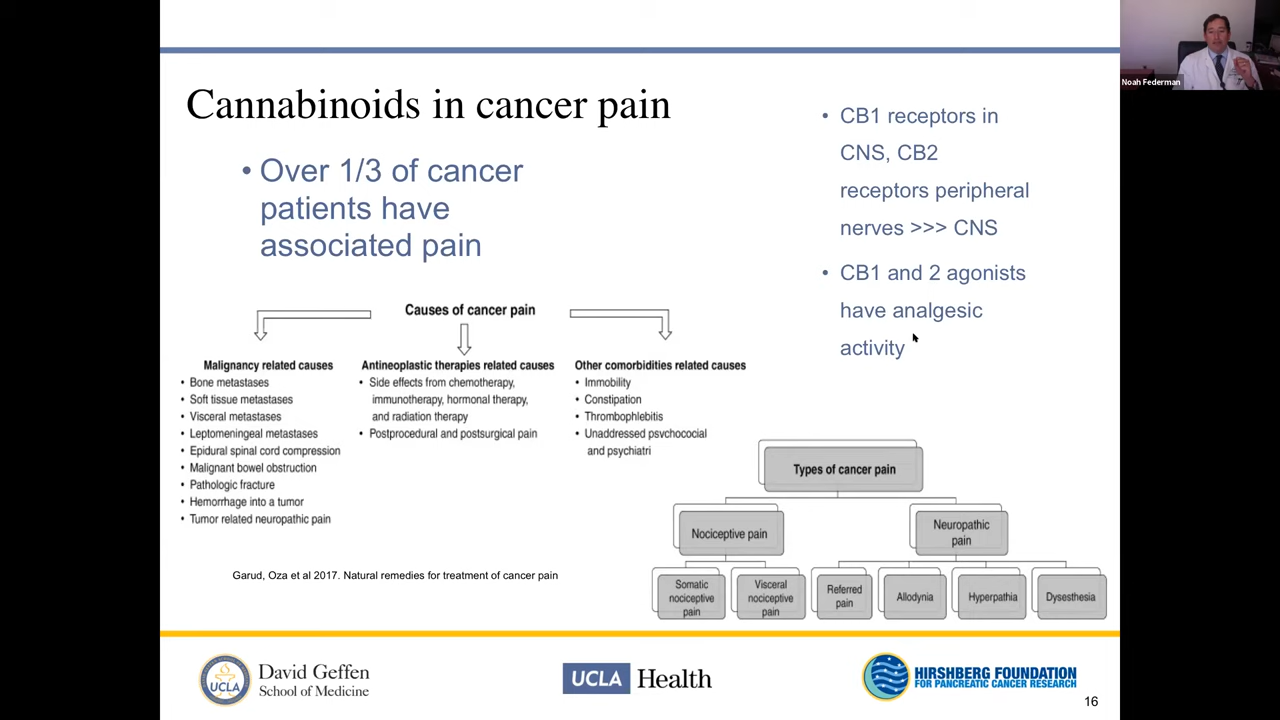 Noah Federman
Cannabinoids in cancer pain
• Over 1/3 of cancer
patients have
associated pain
• CB1 receptors in
CNS, CB2
receptors peripheral
nerves >>> CNS
• CB1 and 2 agonists
have analgesic
activity
Causes of cancer pain
Malignancy related causes
• Bone metastases
• Soft tissue metastases
• Visceral metastases
• Leptomeningeal metastases
• Epidural spinal cord compression
• Malignant bowel obstruction
• Pathologic fracture
• Hemorrhage into a tumor
• Tumor related neuropathic pain
Antineoplastic therapies related causes
• Side effects from chemotherapy,
immunotherapy, hormonal therapy,
and radiation therapy
• Postprocedural and postsurgical pain
Other comorbidities related causes
• Immobility
• Constipation
• Thrombophlebitis
• Unaddressed psvchococial
and psychiatri
Types of cancer pain
Nociceptive pain
Neuropathic
pain
Somatic
nociceptive
pain
Visceral
nociceptive
pain
Referred
pain
Allodynia
Hyperpathia
Dysesthesia
Garud, Oza et al 2017. Natural remedies for treatment of cancer pain
UCLA
David Geffen
School of Medicine
UCLA Health
HIRSHBERG FOUNDATION
FOR PANCREATIC CANCER RESEARCH
16